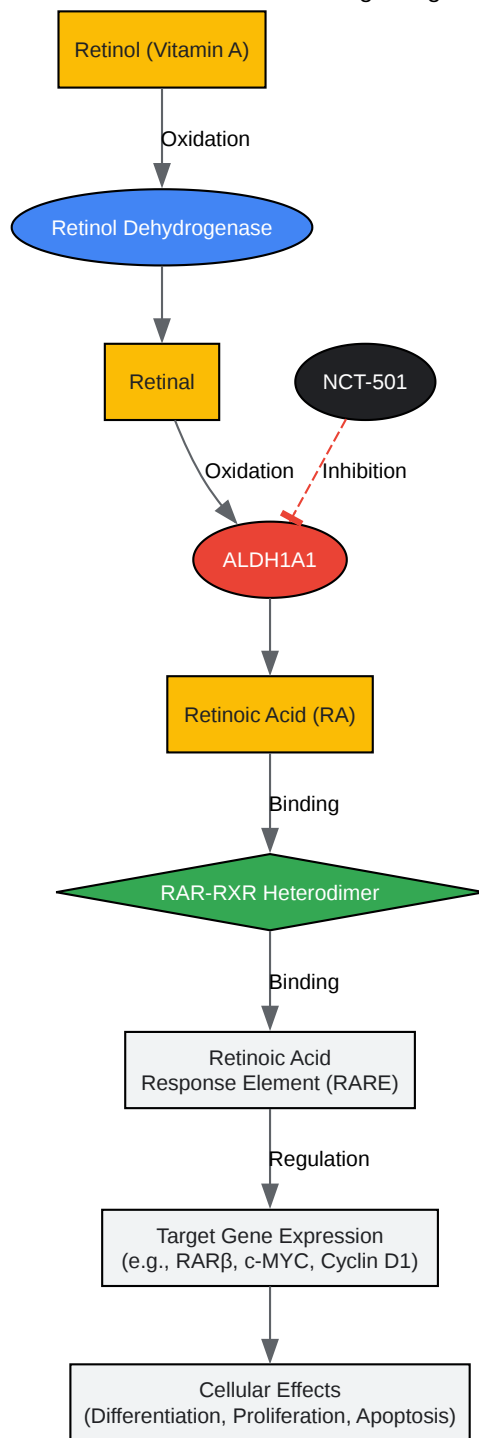 Retinol (Vitamin A)
Oxidation
Retinol Dehydrogenase
Retinal
NCT-501
Oxidation
Inhibition
ALDH1A1
Retinoic Acid (RA)
Binding
RAR-RXR Heterodimer
Binding
Retinoic Acid
Response Element (RARE)
Regulation
Target Gene Expression
(e.g., RARβ, c-MYC, Cyclin D1)
Cellular Effects
(Differentiation, Proliferation, Apoptosis)